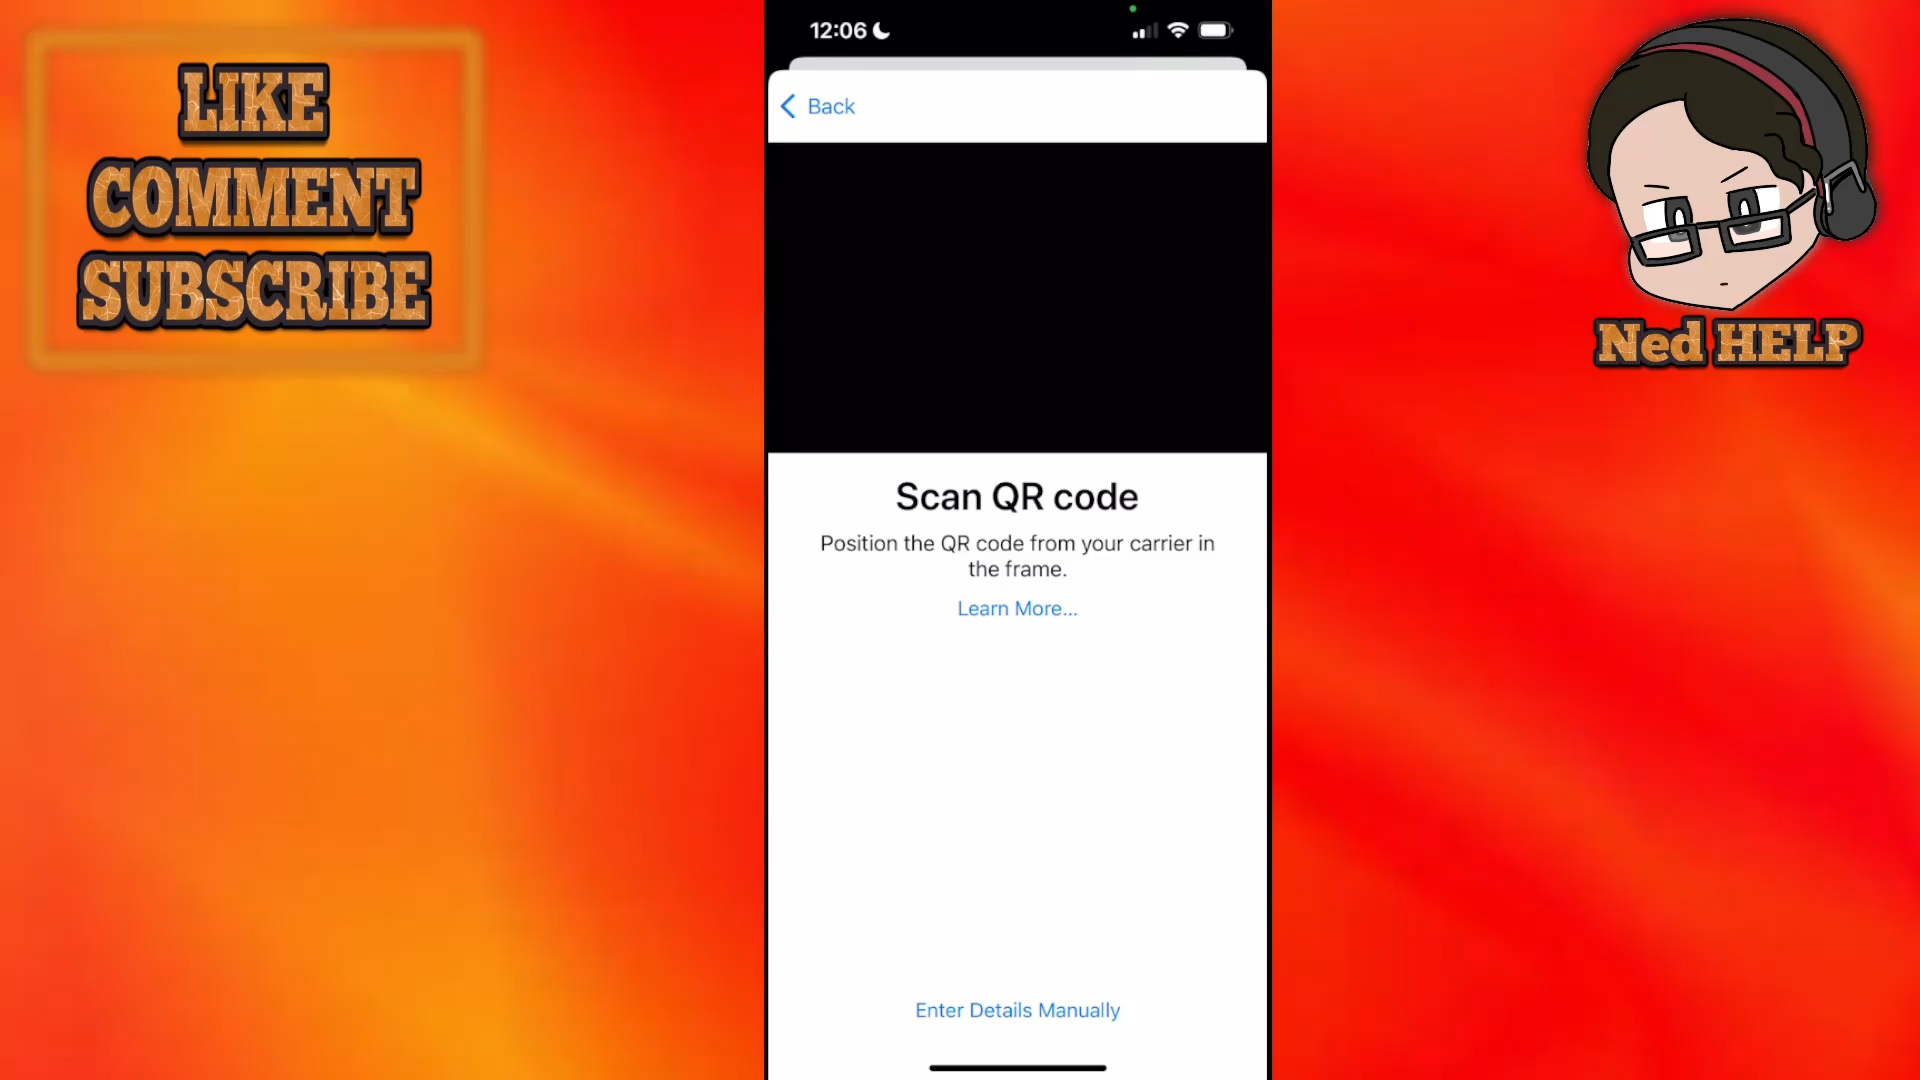 LIKE
COMMENT
SUBSCRIBE
12:06
Back
Scan QR code
Position the QR code from your carrier in
the frame.
Learn More...
Enter Details Manually
Ned HELP